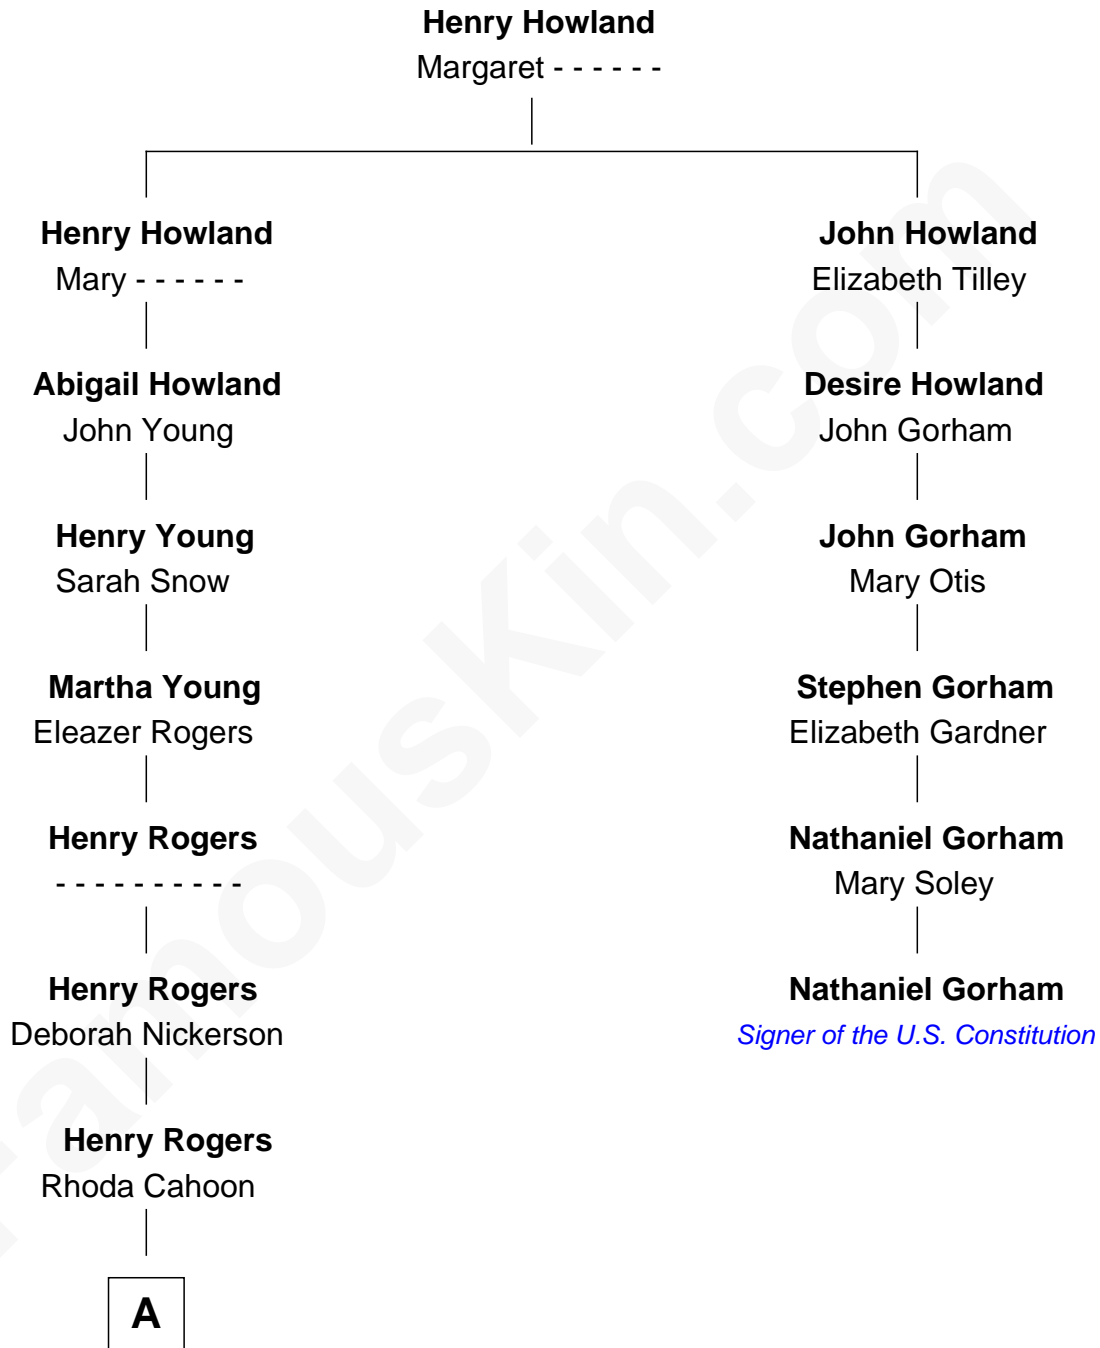 Henry Howland
Margaret - - - - - -
Henry Howland
Mary - - - - - -
Abigail Howland
John Young
Henry Young
Sarah Snow
Martha Young
Eleazer Rogers
Henry Rogers
- - - - - - - - - -
Henry Rogers
Deborah Nickerson
Henry Rogers
Rhoda Cahoon
A
John Howland
Elizabeth Tilley
Desire Howland
John Gorham
John Gorham
Mary Otis
Stephen Gorham
Elizabeth Gardner
Nathaniel Gorham
Mary Soley
Nathaniel Gorham
Signer of the U.S. Constitution
FamousKin.com